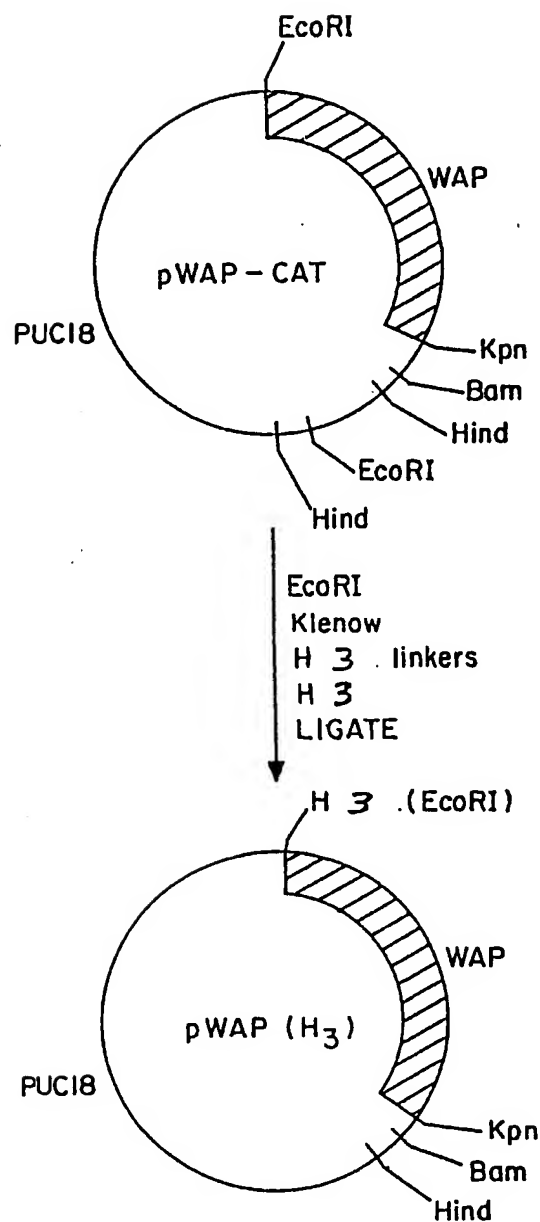 EcoRI
WAP
pWAP-CAT
PUC18
Kpn
Bam
Hind
EcoRI
Hind
EcoRI
Klenow
H 3 . linkers
H 3
LIGATE
H 3 .(EcoRI)
WAP
pWAP (H₃)
PUC18
Kpn
Bam
Hind